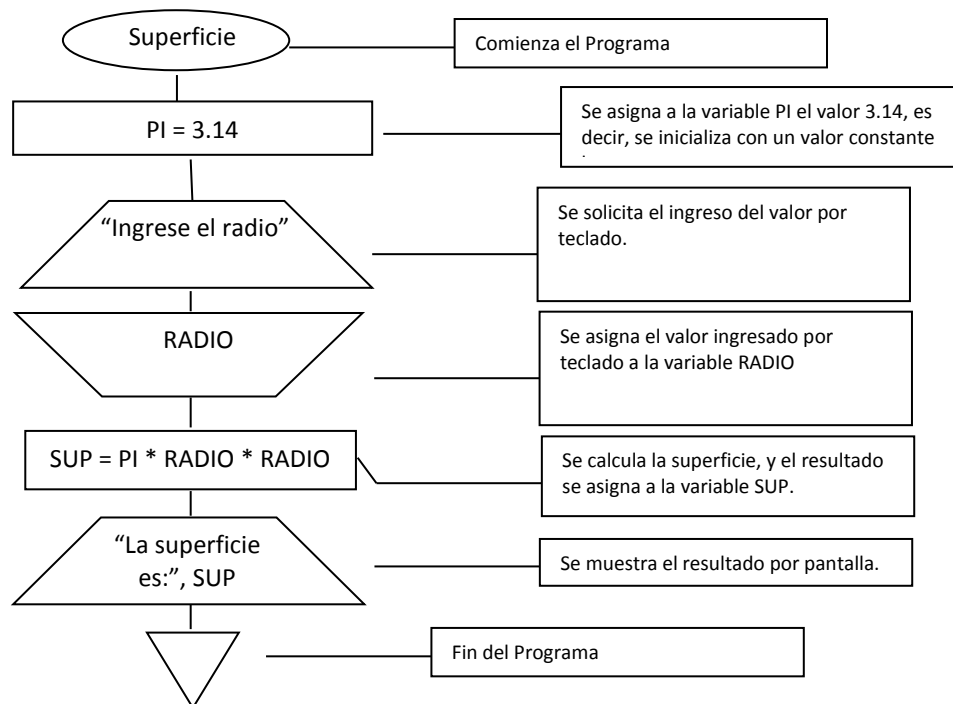 Superficie
Comienza el Programa
PI = 3.14
Se asigna a la variable PI el valor 3.14, es
decir, se inicializa con un valor constante
“Ingrese el radio”
Se solicita el ingreso del valor por
teclado.
RADIO
Se asigna el valor ingresado por
teclado a la variable RADIO
SUP = PI * RADIO * RADIO
Se calcula la superficie, y el resultado
se asigna a la variable SUP.
“La superficie
es:”, SUP
Se muestra el resultado por pantalla.
Fin del Programa